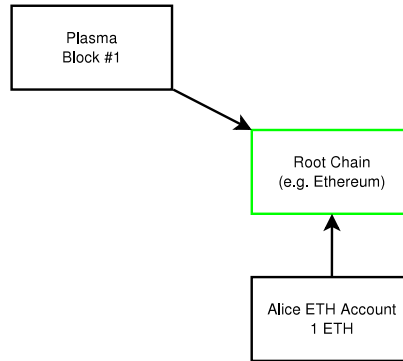 Plasma
Block #1
Root Chain
(e.g. Ethereum)
Alice ETH Account
1 ETH